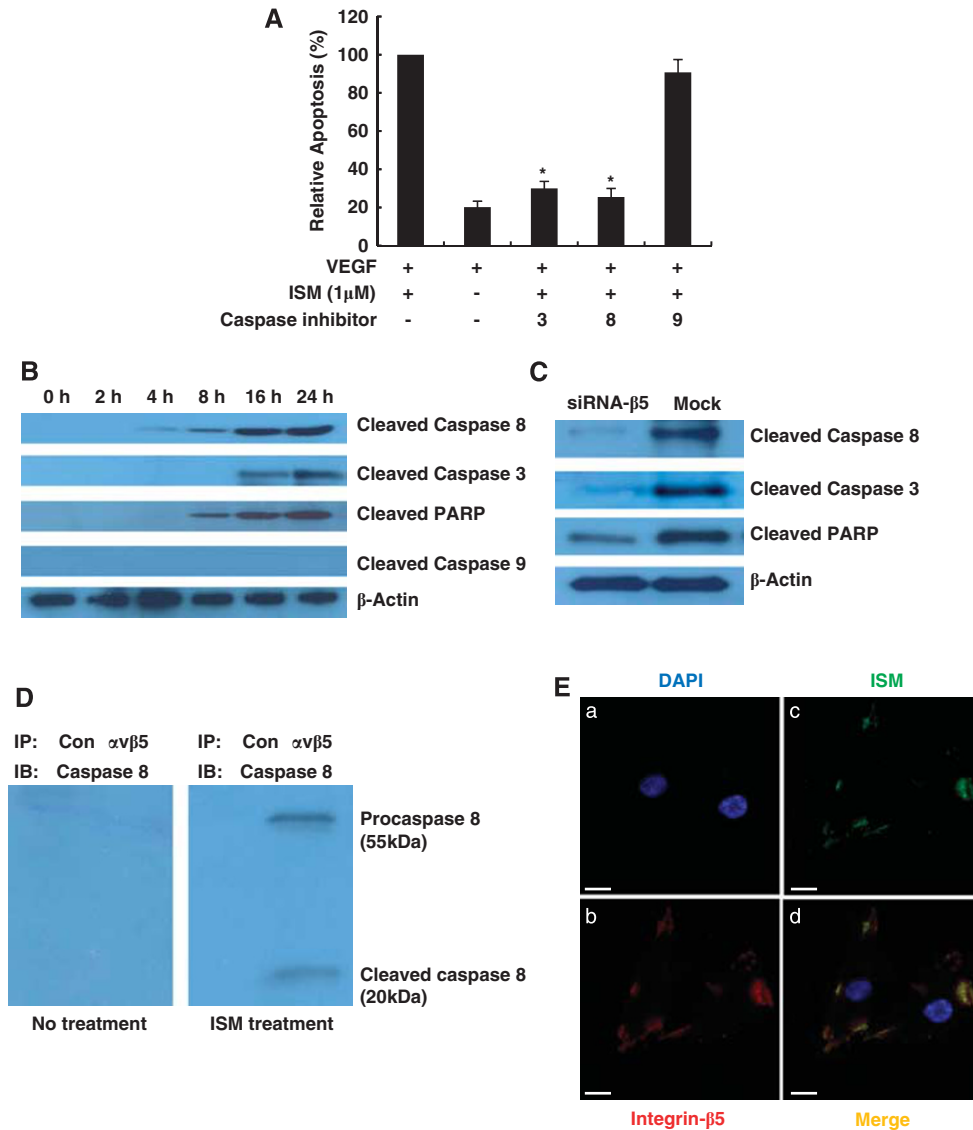 A
Relative Apoptosis (%)
120
100
80
60
40
20
0
* *
VEGF + + + + +
ISM (1μM) + - + + +
Caspase inhibitor - - 3 8 9
B
0 h 2 h 4 h 8 h 16 h 24 h
Cleaved Caspase 8
Cleaved Caspase 3
Cleaved PARP
Cleaved Caspase 9
β-Actin
C
siRNA-β5 Mock
Cleaved Caspase 8
Cleaved Caspase 3
Cleaved PARP
β-Actin
D
IP: Con αvβ5
IB: Caspase 8
IP: Con αvβ5
IB: Caspase 8
Procaspase 8
(55kDa)
Cleaved caspase 8
(20kDa)
No treatment
ISM treatment
E
DAPI
ISM
a
c
b
d
Integrin-β5
Merge